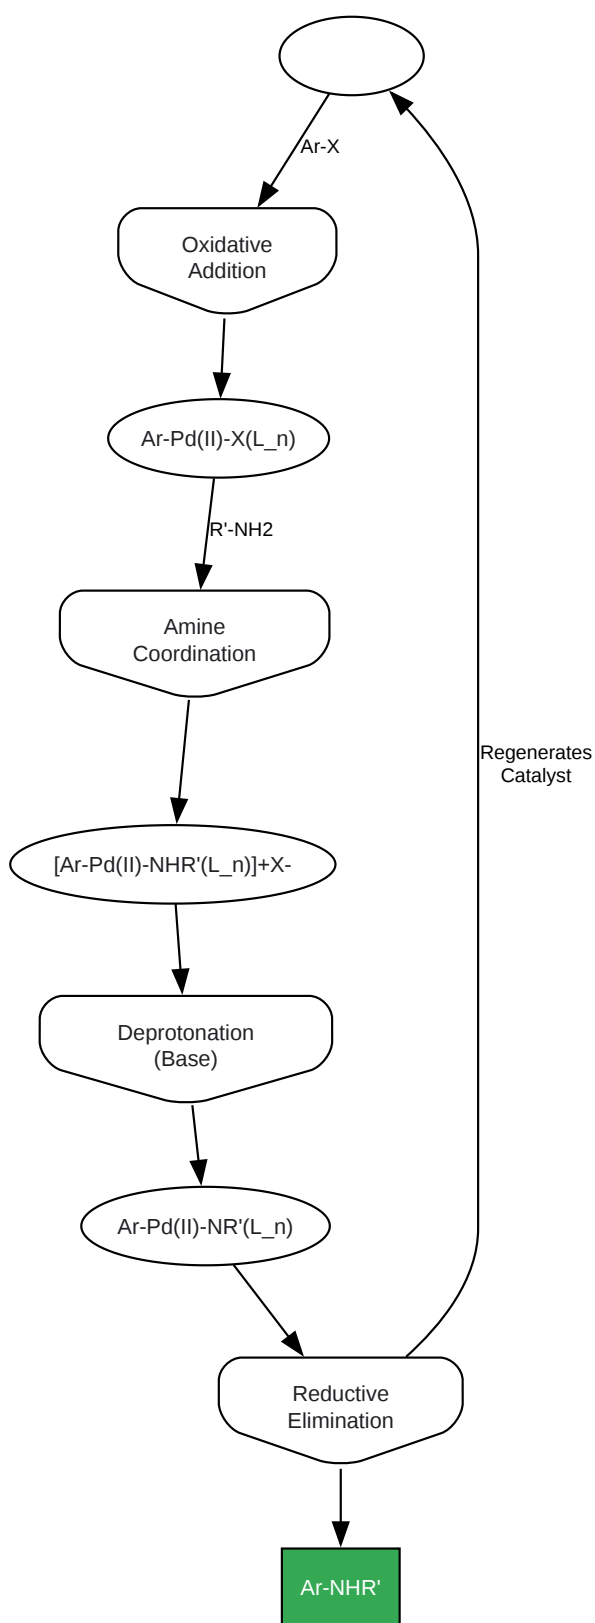 Ar-X
Oxidative
Addition
Ar-Pd(II)-X(L_n)
R'-NH2
Amine
Coordination
Regenerates
Catalyst
[Ar-Pd(II)-NHR'(L_n)]+X-
Deprotonation
(Base)
Ar-Pd(II)-NR'(L_n)
Reductive
Elimination
Ar-NHR'